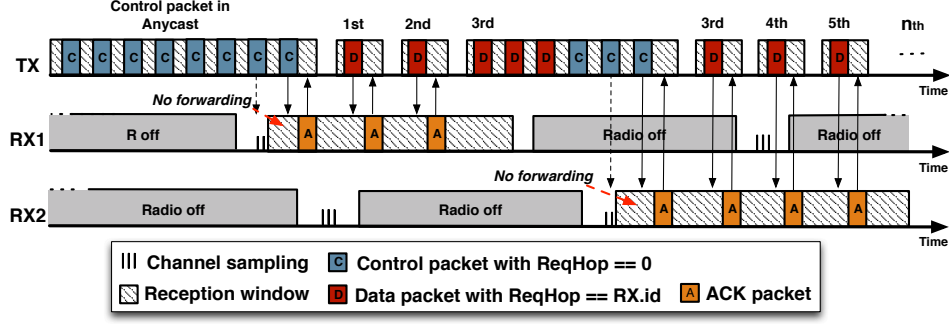 Control packet in
Anycast
1st
2nd
3rd
3rd
4th
5th
nth
TX
C C C C C C C C D D D D D C C C D D D
Time
No forwarding
RX1
R off
A A A
Radio off
Radio off
Time
No forwarding
RX2
Radio off
Radio off
A A A A
Time
Channel sampling
C Control packet with ReqHop == 0
Reception window
D Data packet with ReqHop == RX.id
A ACK packet